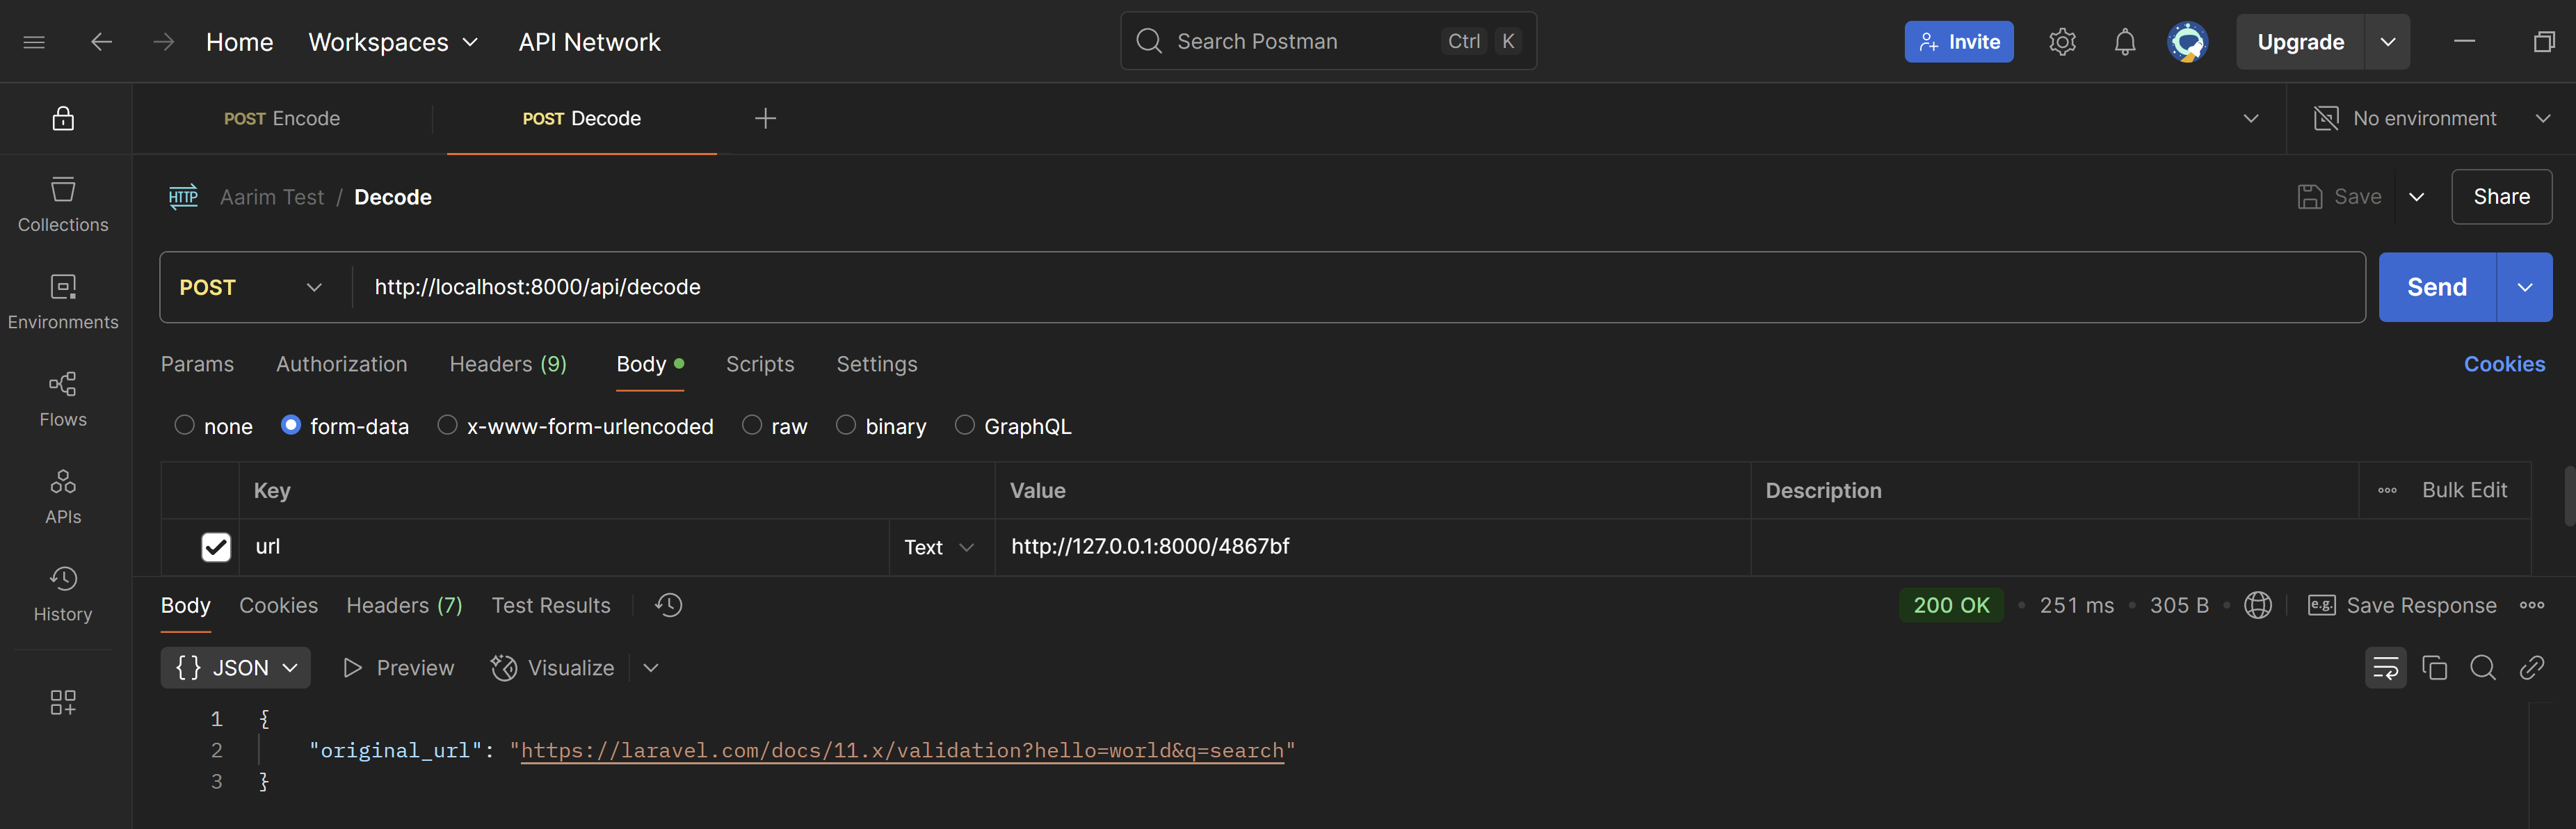 Home Workspaces API Network Search Postman Ctrl K Invite Upgrade
POST Encode POST Decode No environment
HTTP Aarim Test / Decode Save Share
POST http://localhost:8000/api/decode Send
Params Authorization Headers (9) Body Scripts Settings Cookies
none form-data x-www-form-urlencoded raw binary GraphQL
Key Value Description Bulk Edit
url Text http://127.0.0.1:8000/4867bf
Collections
Environments
Flows
APIs
History
Body Cookies Headers (7) Test Results 200 OK • 251 ms • 305 B • e.g. Save Response
{} JSON Preview Visualize
1 {
2 "original_url": "https://laravel.com/docs/11.x/validation?hello=world&q=search"
3 }